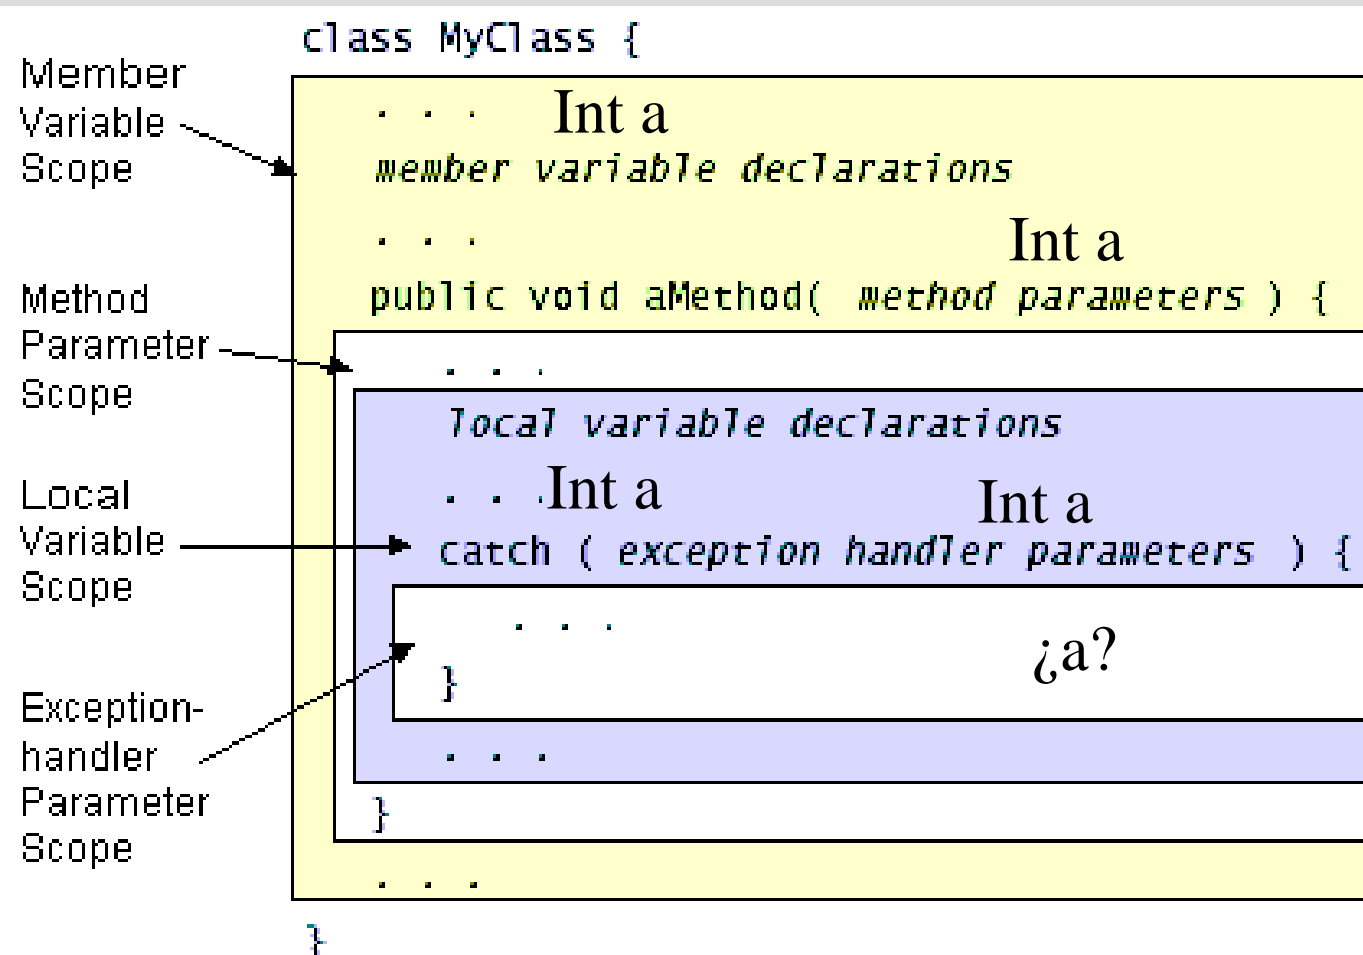 class MyClass {
Member
Variable
Scope
. . . Int a
member variable declarations
. . . Int a
Method
Parameter
Scope
public void aMethod( method parameters ) {
. . .
local variable declarations
Local
Variable
Scope
. . . Int a Int a
catch ( exception handler parameters ) {
. . .
¿a?
}
Exception-
handler
Parameter
Scope
. . .
}
. . .
}